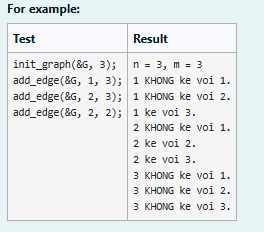 For example:
Test Result
init_graph(&G, 3); n = 3, m = 3
add_edge(&G, 1, 3); 1 KHONG ke voi 1.
add_edge(&G, 2, 3); 1 KHONG ke voi 2.
add_edge(&G, 2, 2); 1 ke voi 3.
2 KHONG ke voi 1.
2 ke voi 2.
2 ke voi 3.
3 KHONG ke voi 1.
3 KHONG ke voi 2.
3 KHONG ke voi 3.